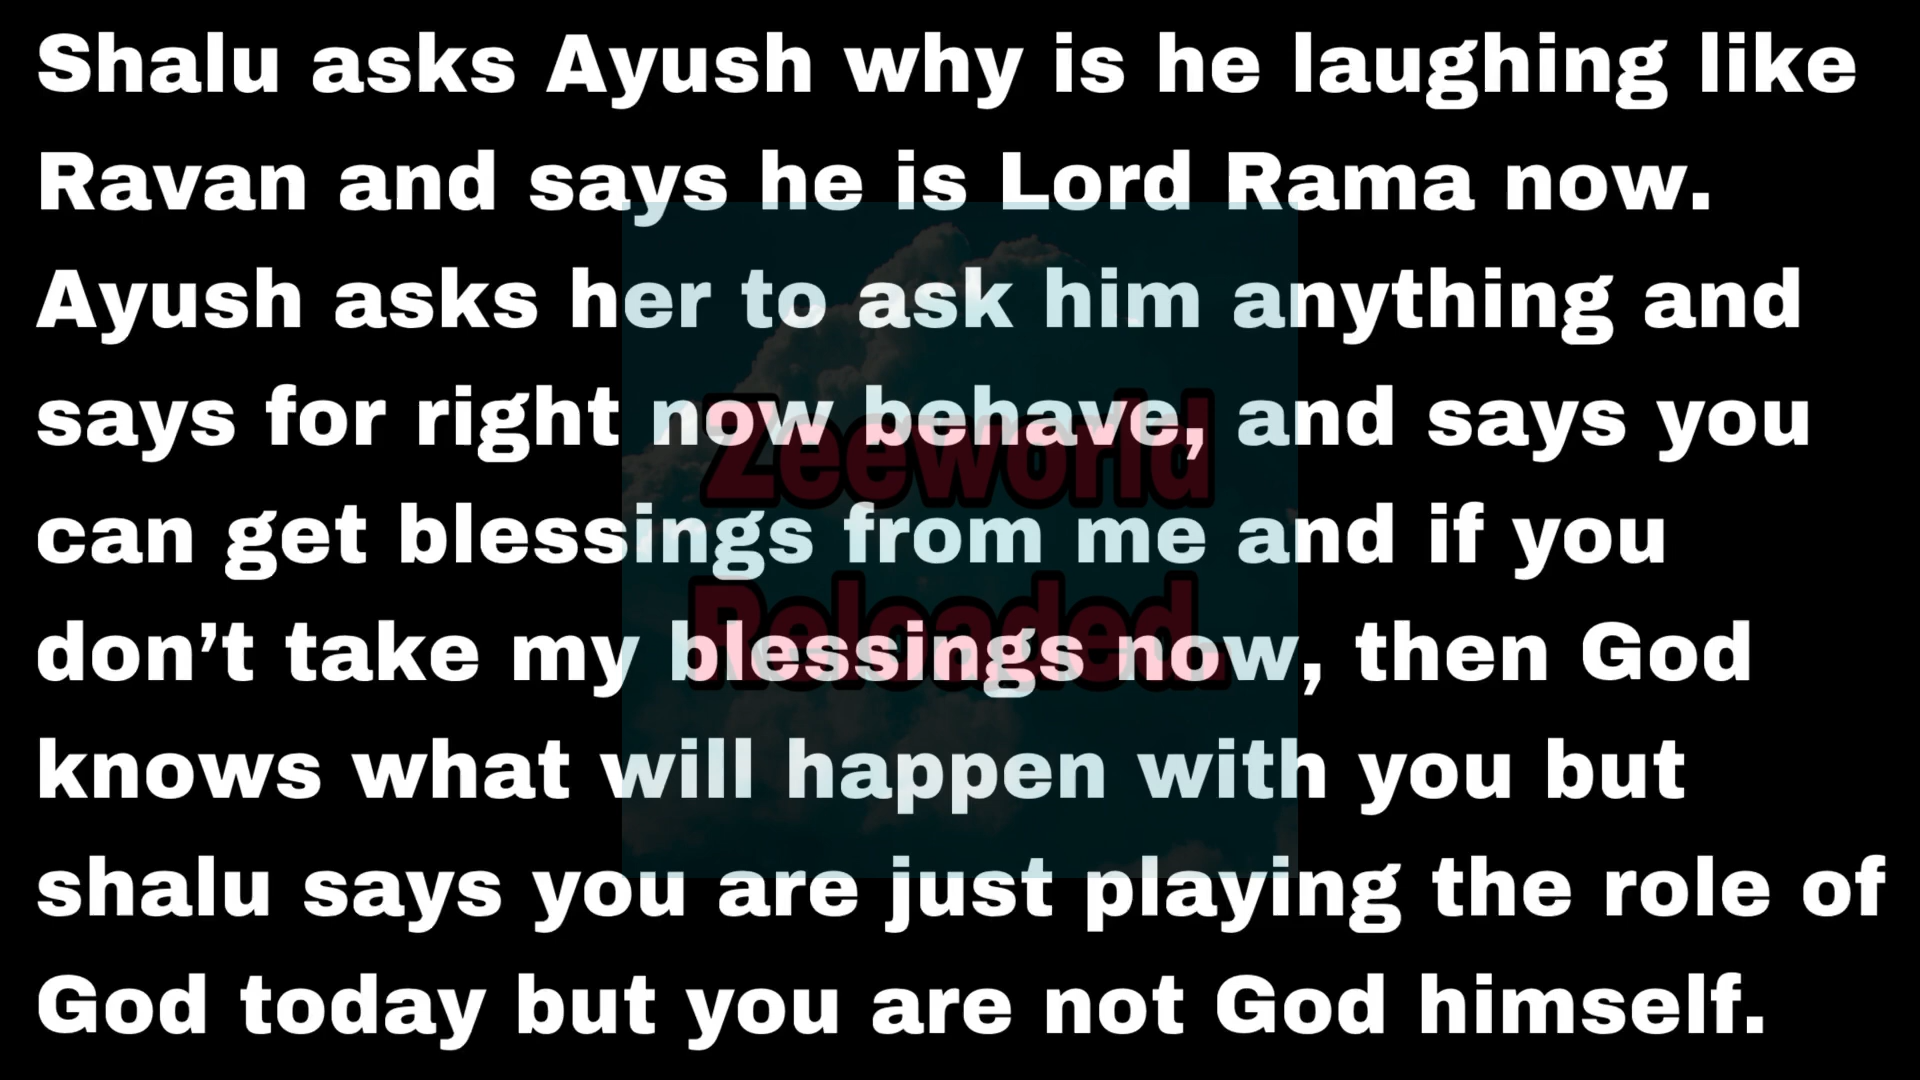 Shalu asks Ayush why is he laughing like
Ravan and says he is Lord Rama now.
Ayush asks her to ask him anything and
says for right now behave, and says you
can get blessings from me and if you
don’t take my blessings now, then God
knows what will happen with you but
shalu says you are just playing the role of
God today but you are not God himself.
Zeeworld
Reloaded.